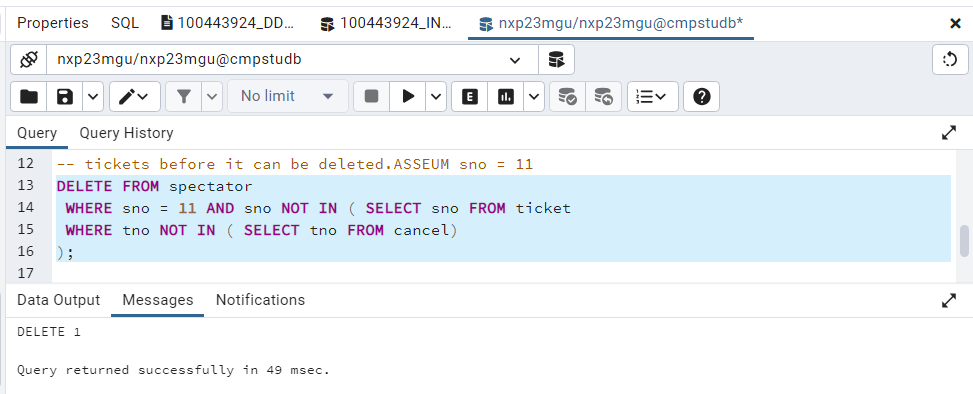 Properties SQL 100443924_DD... 100443924_IN... nxp23mgu/nxp23mgu@cmpstudb*
nxp23mgu/nxp23mgu@cmpstudb
No limit E
Query Query History
12 -- tickets before it can be deleted.ASSEUM sno = 11
13 DELETE FROM spectator
14 WHERE sno = 11 AND sno NOT IN ( SELECT sno FROM ticket
15 WHERE tno NOT IN ( SELECT tno FROM cancel)
16 );
17
Data Output Messages Notifications
DELETE 1
Query returned successfully in 49 msec.